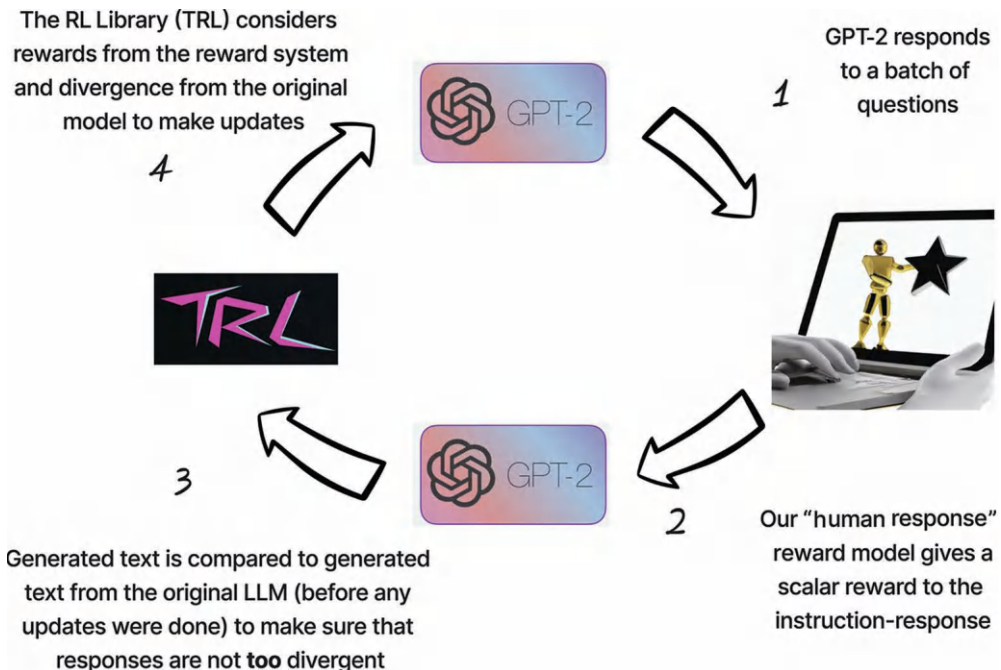 The RL Library (TRL) considers
rewards from the reward system
and divergence from the original
model to make updates
4
GPT-2
1
GPT-2 responds
to a batch of
questions
TRL
3
GPT-2
2
Generated text is compared to generated
text from the original LLM (before any
updates were done) to make sure that
responses are not too divergent
Our “human response”
reward model gives a
scalar reward to the
instruction-response